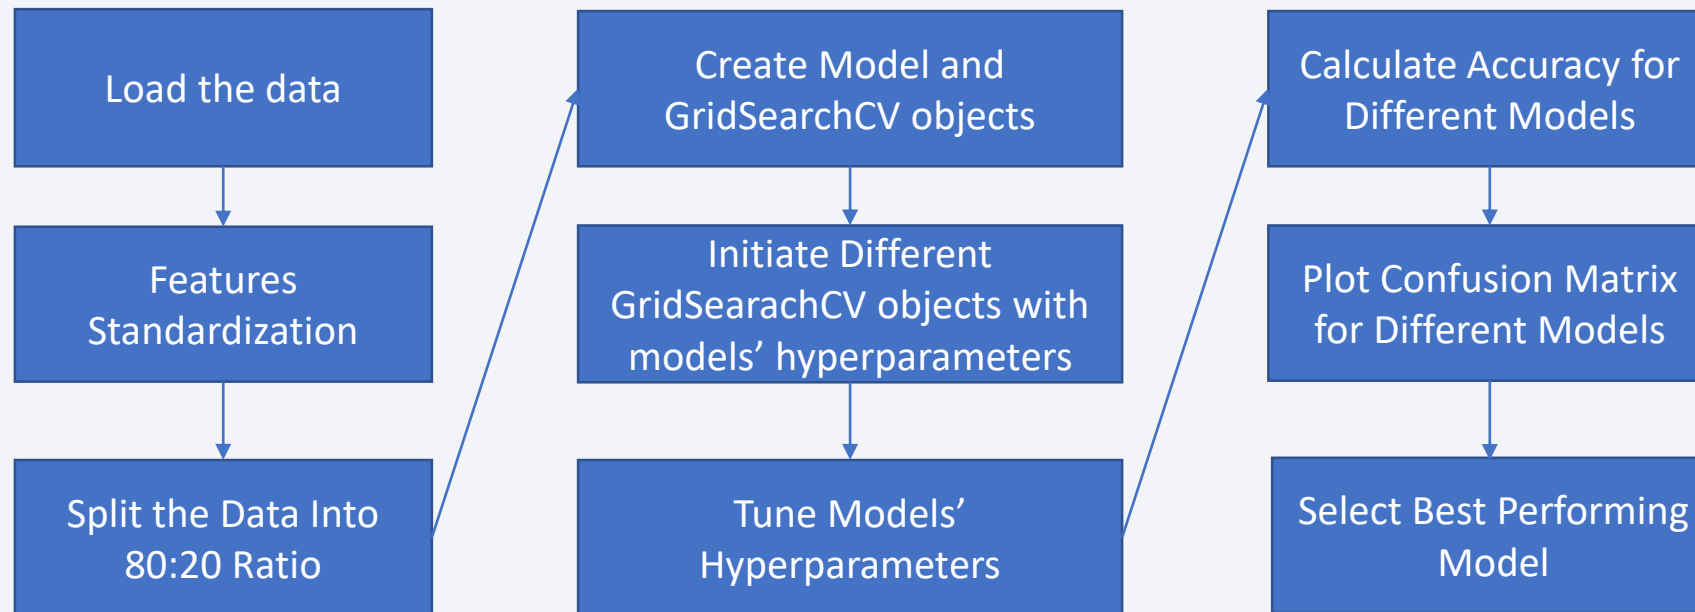 Load the data
Features
Standardization
Split the Data Into
80:20 Ratio
Create Model and
GridSearchCV objects
Initiate Different
GridSearachCV objects with
models’ hyperparameters
Tune Models’
Hyperparameters
Calculate Accuracy for
Different Models
Plot Confusion Matrix
for Different Models
Select Best Performing
Model